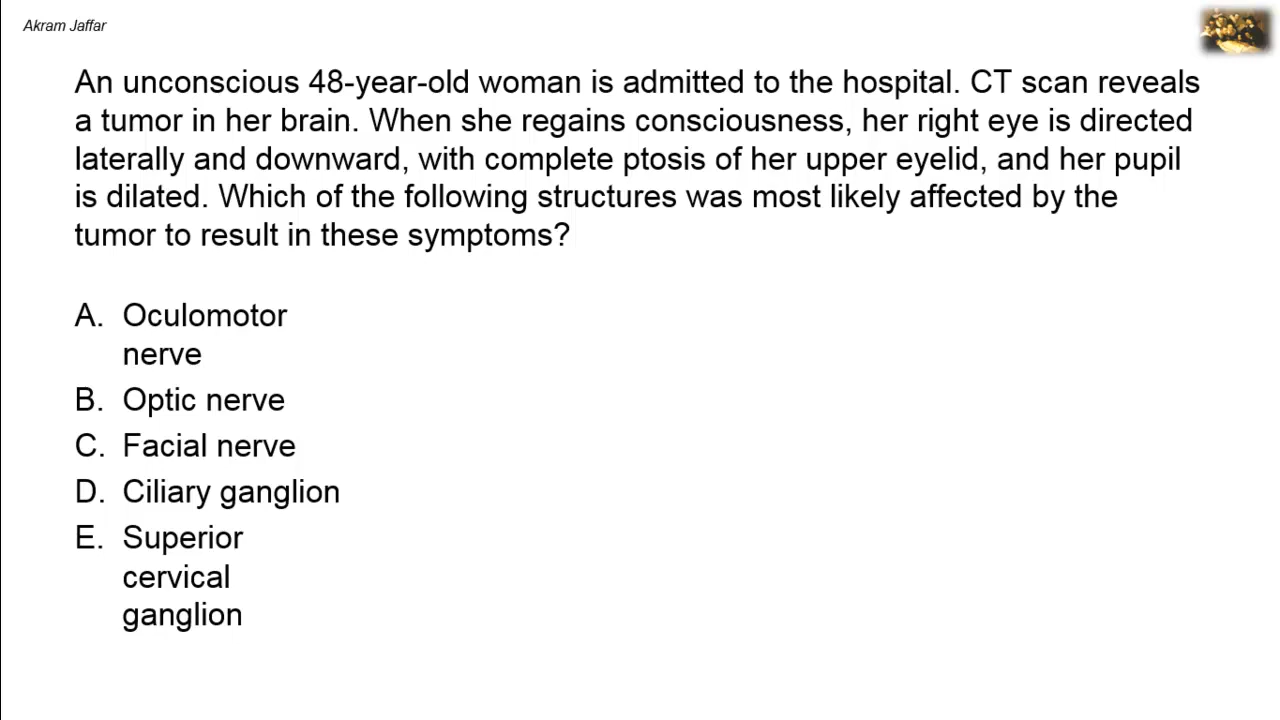 Akram Jaffar
An unconscious 48-year-old woman is admitted to the hospital. CT scan reveals
a tumor in her brain. When she regains consciousness, her right eye is directed
laterally and downward, with complete ptosis of her upper eyelid, and her pupil
is dilated. Which of the following structures was most likely affected by the
tumor to result in these symptoms?
A. Oculomotor
nerve
B. Optic nerve
C. Facial nerve
D. Ciliary ganglion
E. Superior
cervical
ganglion